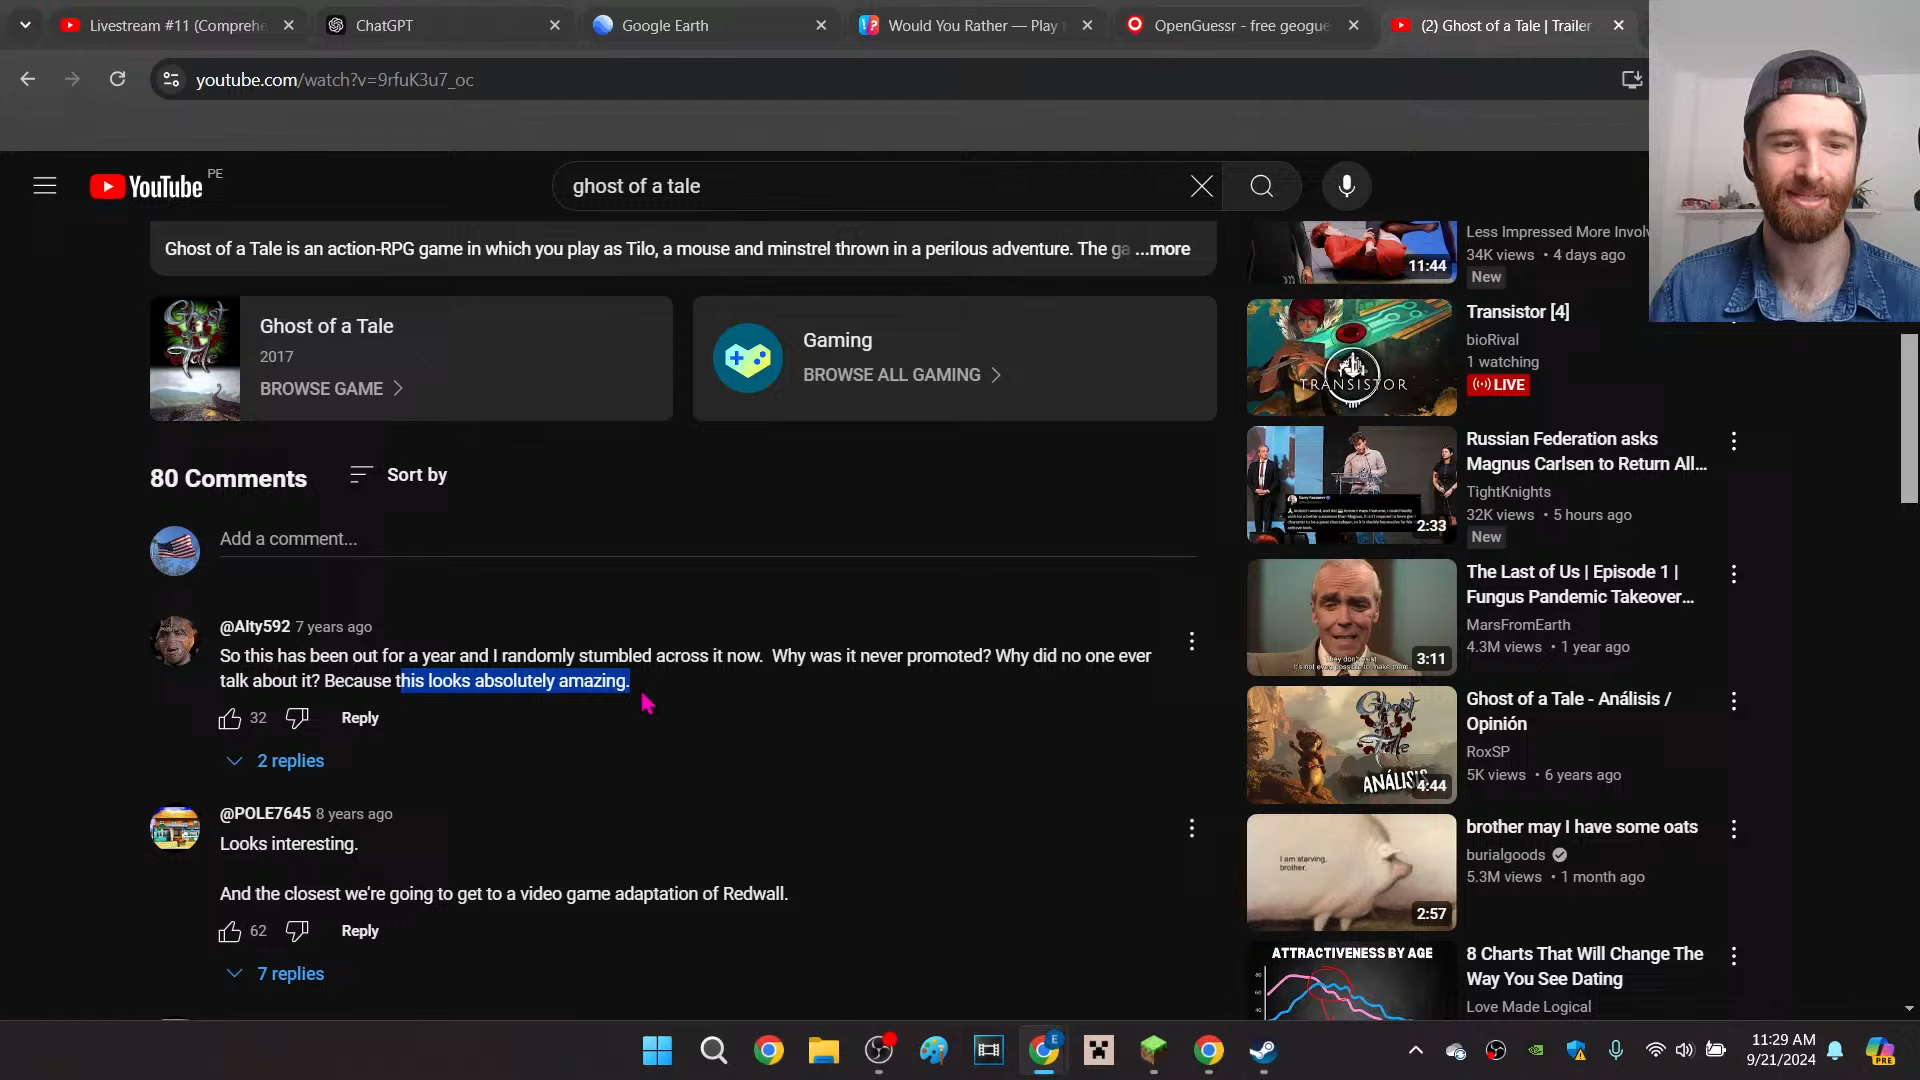 Livestream #11 (Comprehe
ChatGPT
Google Earth
Would You Rather — Play
OpenGuessr - free geogue
(2) Ghost of a Tale | Trailer
youtube.com/watch?v=9rfuK3u7_oc
YouTube
PE
ghost of a tale
Ghost of a Tale is an action-RPG game in which you play as Tilo, a mouse and minstrel thrown in a perilous adventure. The ga ...more
Ghost of a Tale
Ghost of a Tale
2017
BROWSE GAME
Gaming
BROWSE ALL GAMING
80 Comments
Sort by
Add a comment...
@Alty592 7 years ago
So this has been out for a year and I randomly stumbled across it now. Why was it never promoted? Why did no one ever
talk about it? Because this looks absolutely amazing.
32
Reply
2 replies
@POLE7645 8 years ago
Looks interesting.
And the closest we're going to get to a video game adaptation of Redwall.
62
Reply
7 replies
11:44
Less Impressed More Involv
34K views • 4 days ago
New
TRANSISTOR
Transistor [4]
bioRival
1 watching
LIVE
2:33
Russian Federation asks
Magnus Carlsen to Return All...
TightKnights
32K views • 5 hours ago
New
3:11
The Last of Us | Episode 1 |
Fungus Pandemic Takeover...
MarsFromEarth
4.3M views • 1 year ago
Ghost of a Tale
ANÁLISIS
4:44
Ghost of a Tale - Análisis /
Opinión
RoxSP
5K views • 6 years ago
I am starving,
brother.
2:57
brother may I have some oats
burialgoods
5.3M views • 1 month ago
ATTRACTIVENESS BY AGE
8 Charts That Will Change The
Way You See Dating
Love Made Logical
E
11:29 AM
9/21/2024
PRE